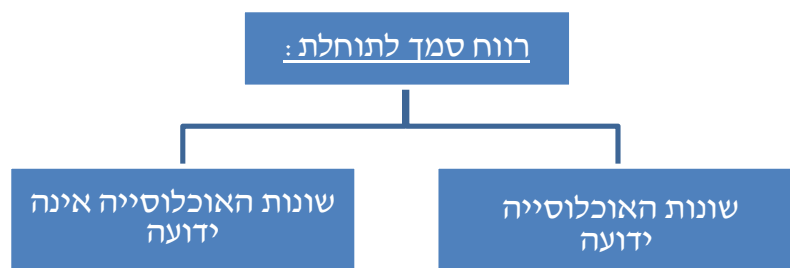 רווח סמך לתוחלת:
שונות האוכלוסייה
ידועה
שונות האוכלוסייה אינה
ידועה